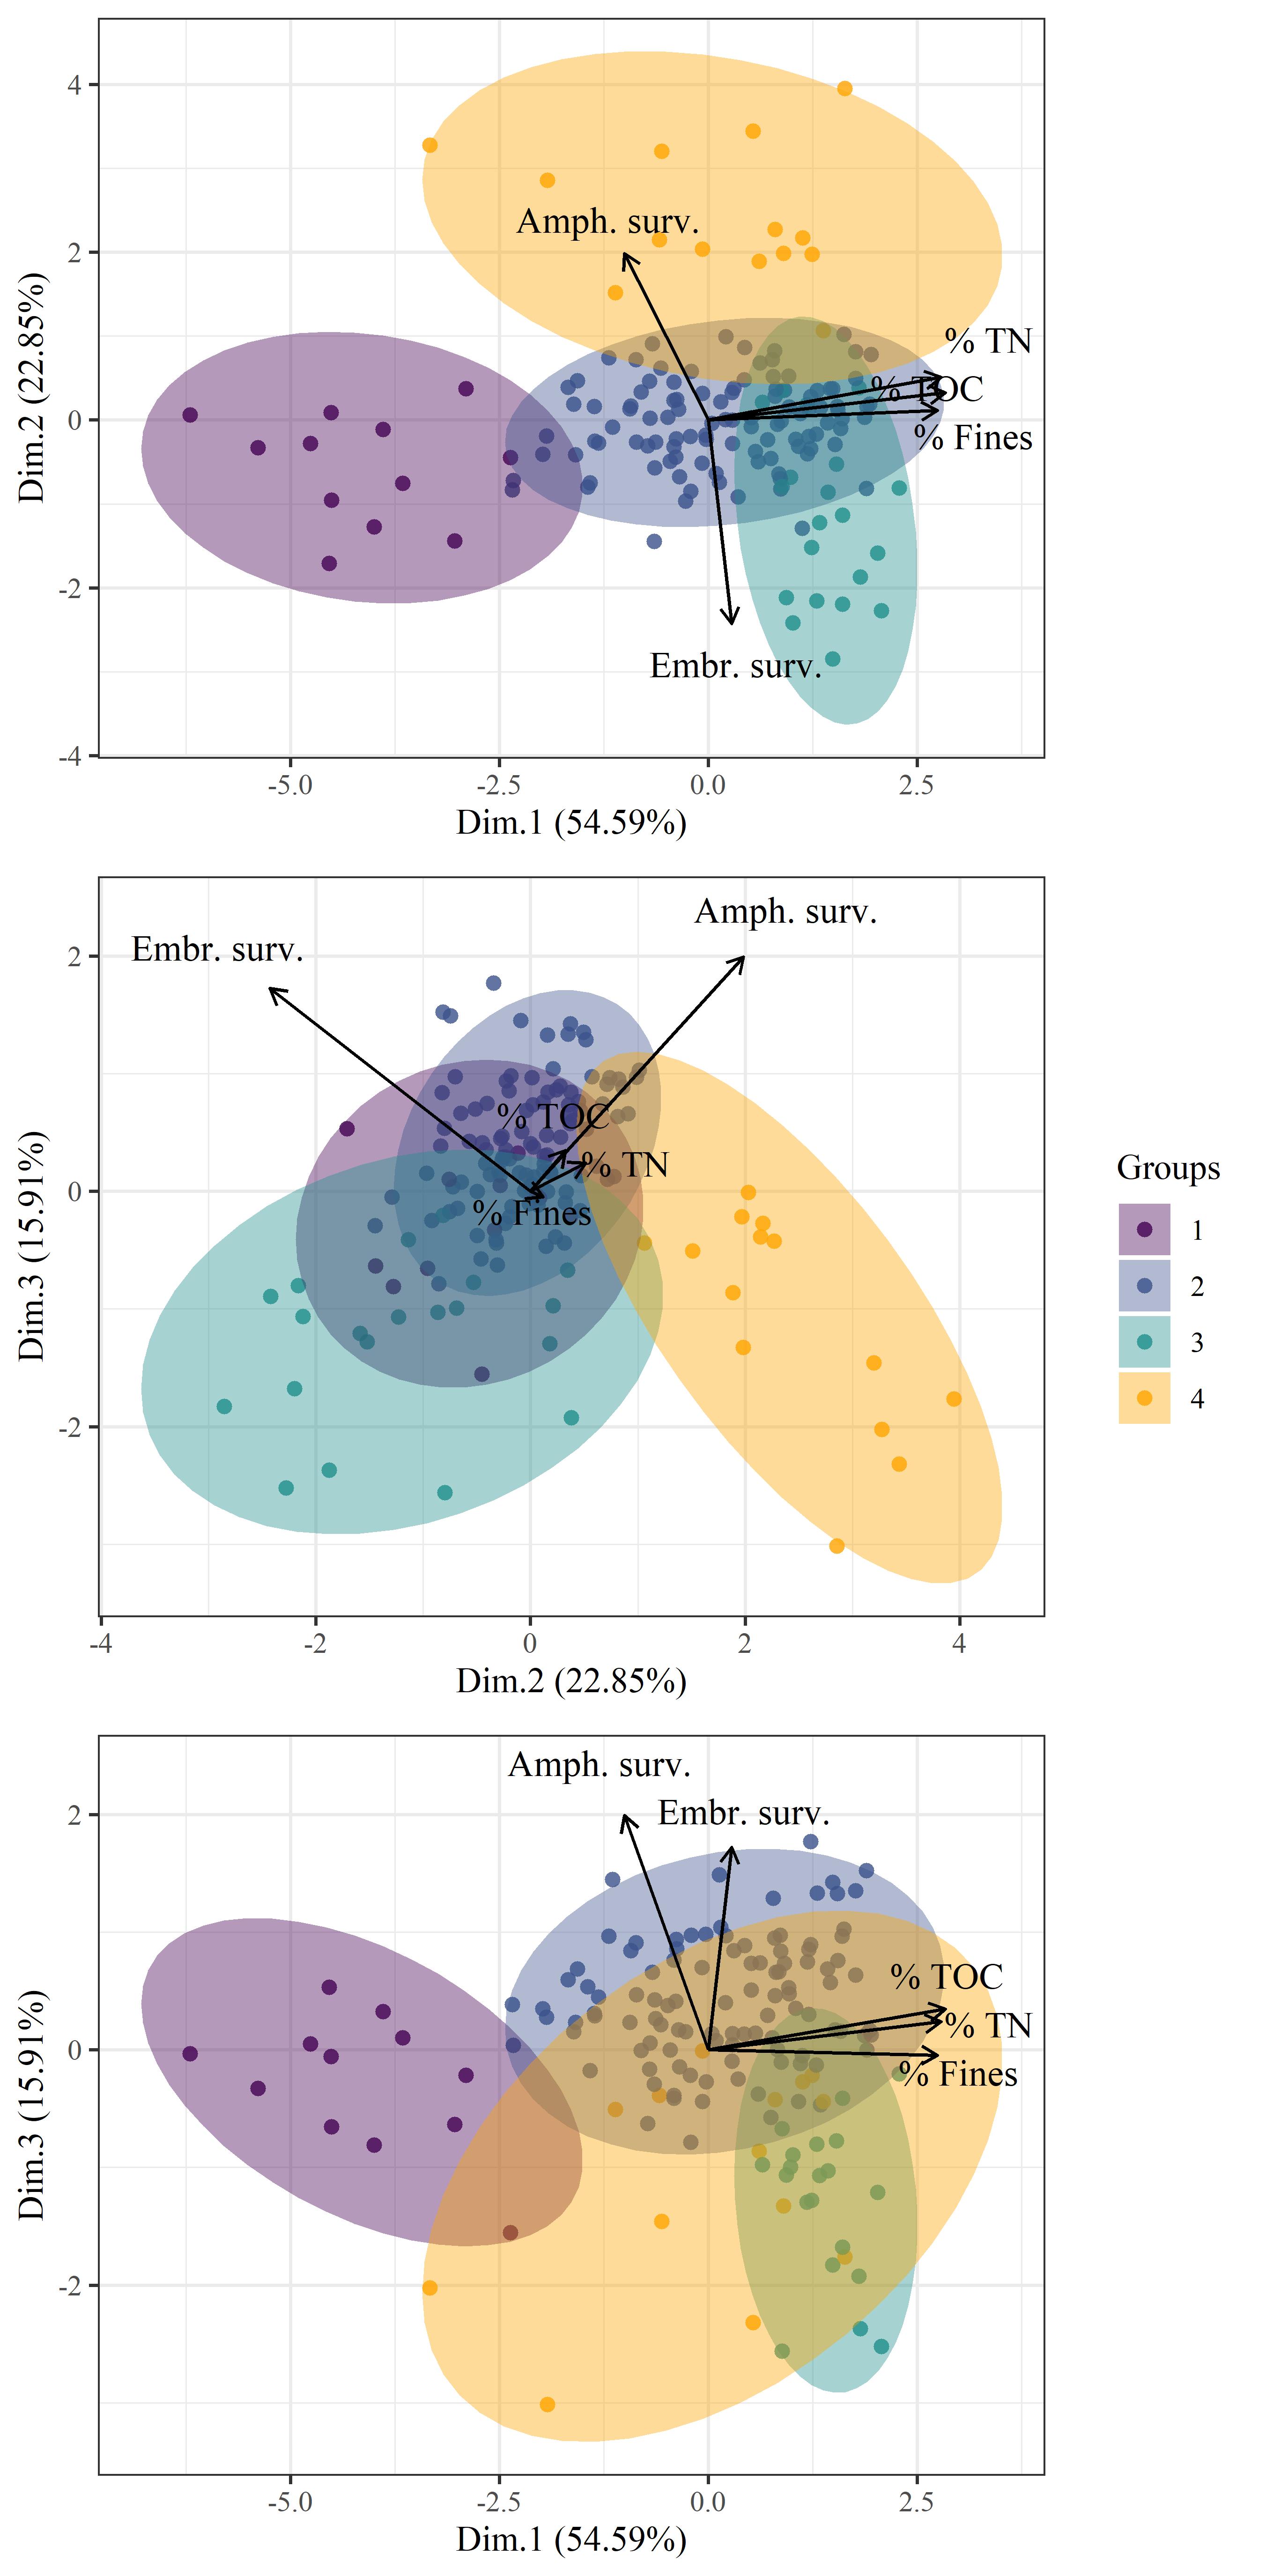 4
2
0
-2
-4
Dim.2 (22.85%)
Amph. surv.
% TN
% TOC
% Fines
Embr. surv.
-5.0 -2.5 0.0 2.5
Dim.1 (54.59%)
2
0
-2
Dim.3 (15.91%)
Amph. surv.
Embr. surv.
% TOC
% TN
% Fines
-4 -2 0 2 4
Dim.2 (22.85%)
Groups
1
2
3
4
2
0
-2
Dim.3 (15.91%)
Amph. surv.
Embr. surv.
% TOC
% TN
% Fines
-5.0 -2.5 0.0 2.5
Dim.1 (54.59%)